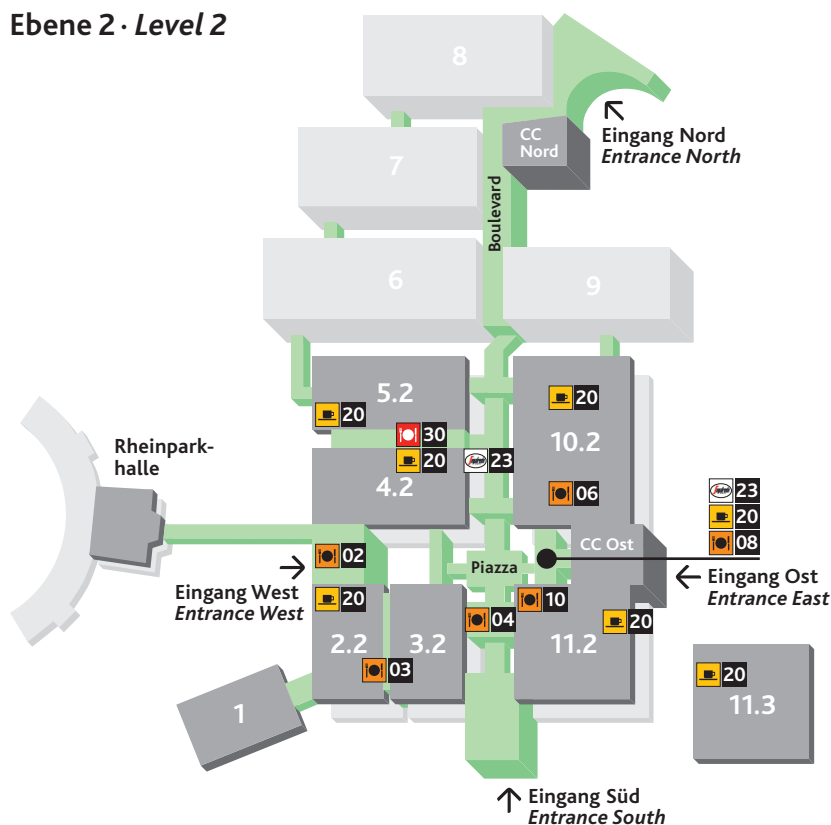 Ebene 2 · Level 2
8
CC
Nord
Eingang Nord
Entrance North
7
Boulevard
6
9
5.2
20
20
30
10.2
Rheinpark-
halle
20
23
4.2
06
23
20
08
02
CC Ost
Piazza
Eingang West
Entrance West
Eingang Ost
Entrance East
20
10
04
20
2.2
3.2
11.2
03
20
11.3
1
Eingang Süd
Entrance South